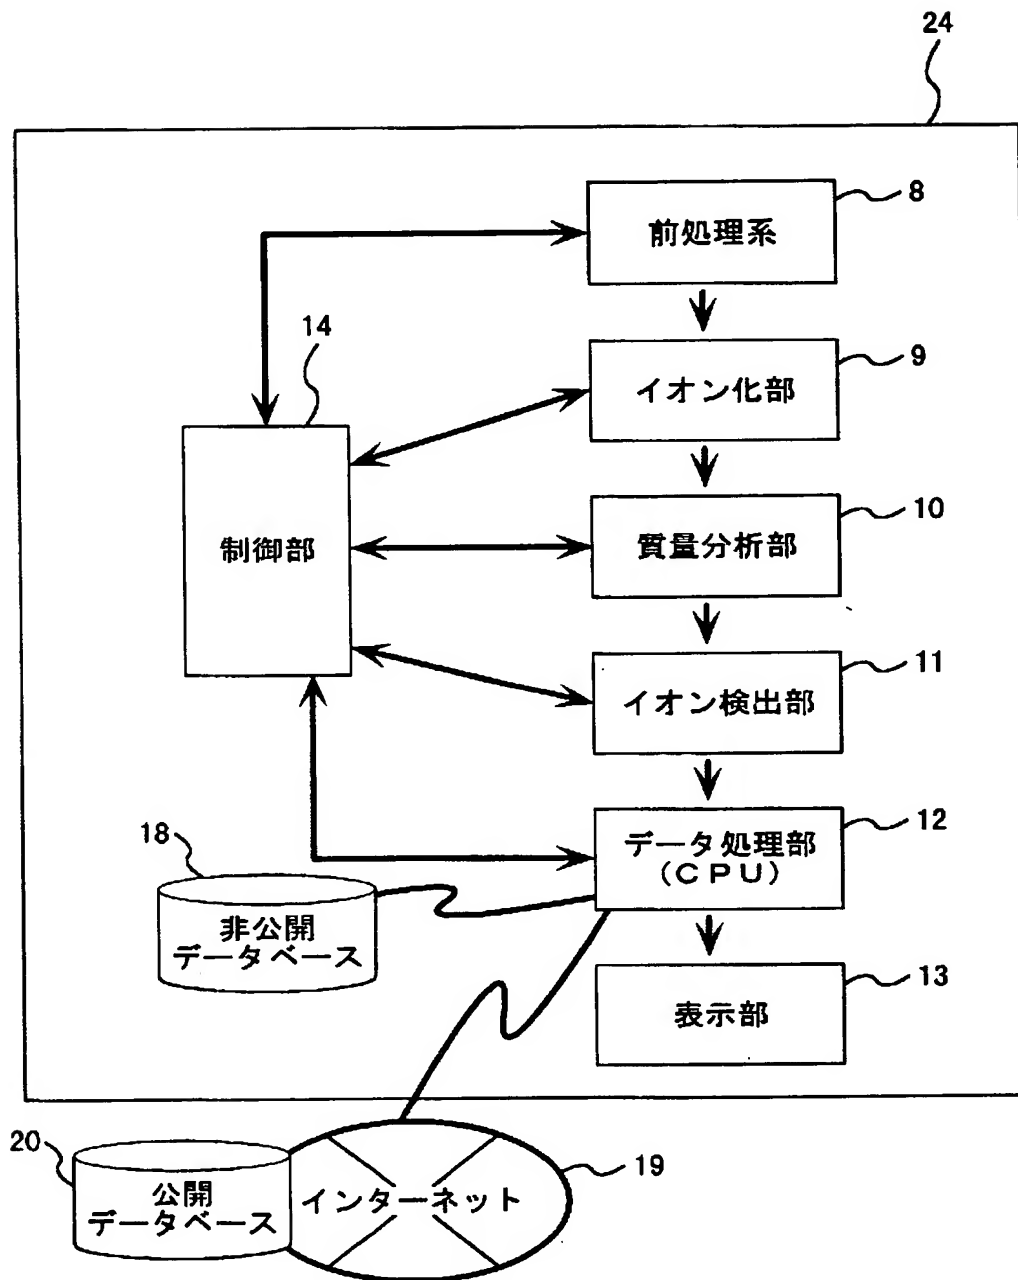 24
前処理系
8
14
イオン化部
9
制御部
質量分析部
10
イオン検出部
11
18
データ処理部
(CPU)
12
非公開
データベース
表示部
13
20
公開
データベース
インターネット
19